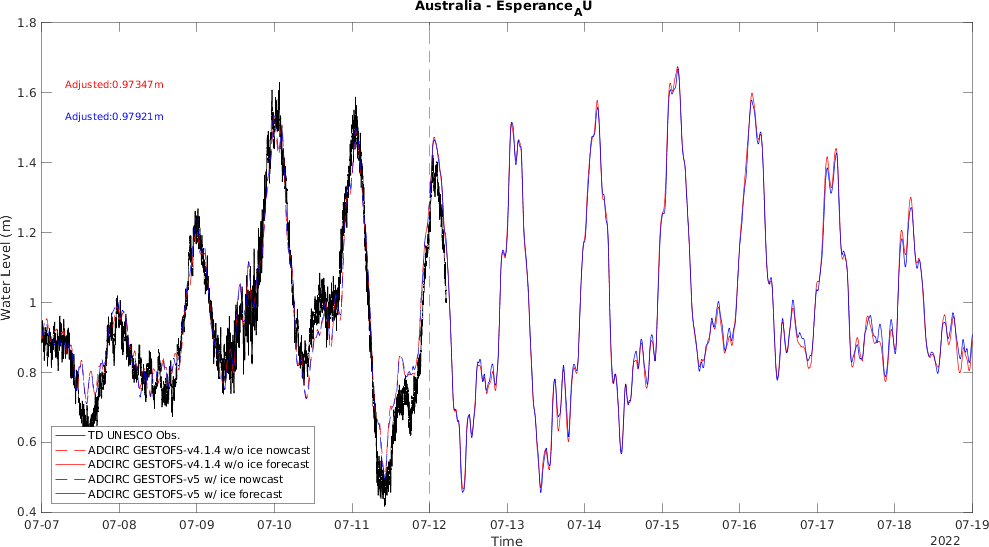 Australia - Esperance_AU
1.8
1.6
1.4
1.2
1
0.8
0.6
0.4
Water Level (m)
Adjusted:0.97347m
Adjusted:0.97921m
TD UNESCO Obs.
ADCIRC GESTOFS-v4.1.4 w/o ice nowcast
ADCIRC GESTOFS-v4.1.4 w/o ice forecast
ADCIRC GESTOFS-v5 w/ ice nowcast
ADCIRC GESTOFS-v5 w/ ice forecast
07-07 07-08 07-09 07-10 07-11 07-12 07-13 07-14 07-15 07-16 07-17 07-18 07-19
Time
2022